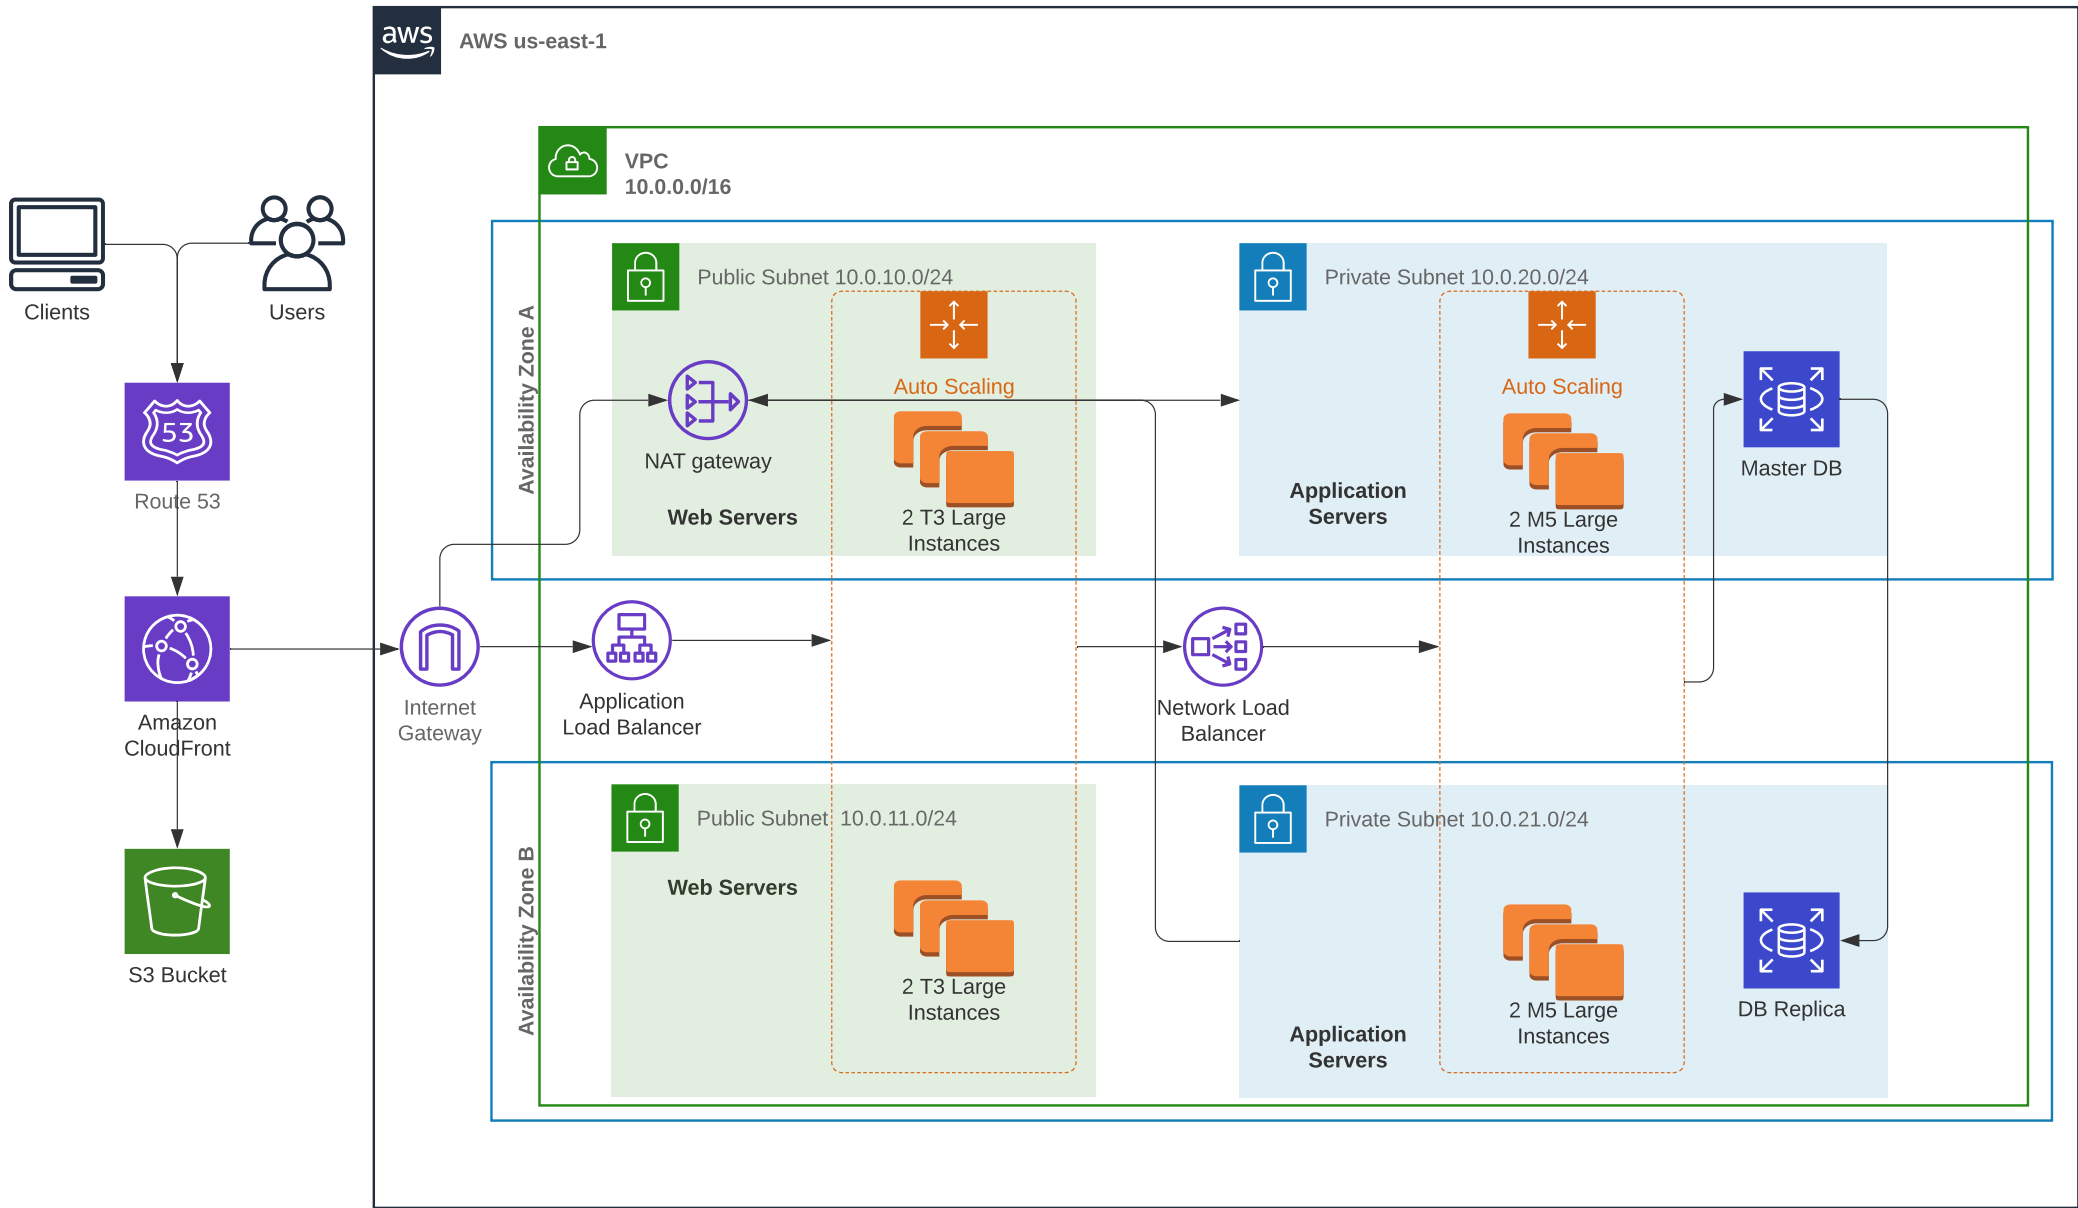 aws
AWS us-east-1
VPC
10.0.0.0/16
Clients
Users
Public Subnet 10.0.10.0/24
Private Subnet 10.0.20.0/24
Availability Zone A
Auto Scaling
Auto Scaling
53
Route 53
NAT gateway
Master DB
Web Servers
2 T3 Large
Instances
Application
Servers
2 M5 Large
Instances
Amazon
CloudFront
Internet
Gateway
Application
Load Balancer
Network Load
Balancer
Public Subnet  10.0.11.0/24
Private Subnet 10.0.21.0/24
Availability Zone B
Web Servers
2 T3 Large
Instances
Application
Servers
2 M5 Large
Instances
DB Replica
S3 Bucket